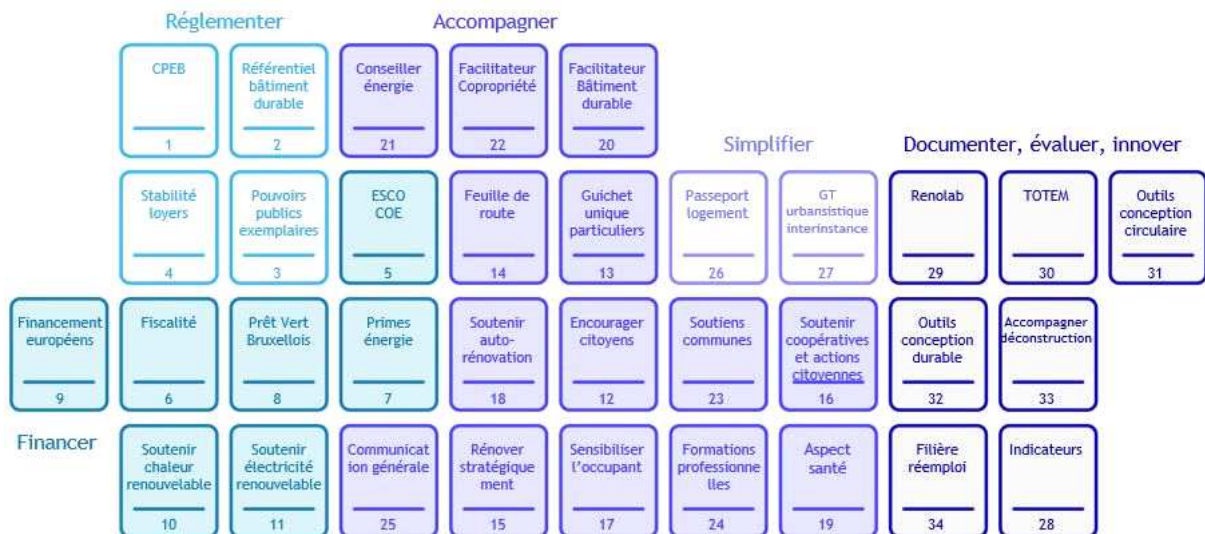 Réglementer
Accompagner
CPEB
1
Référentiel
bâtiment
durable
2
Conseiller
énergie
21
Facilitateur
Copropriété
22
Facilitateur
Bâtiment
durable
20
Simplifier
Documenter, évaluer, innover
Stabilité
loyers
4
Pouvoirs
publics
exemplaires
3
ESCO
COE
5
Feuille de
route
14
Guichet
unique
particuliers
13
Passeport
logement
26
GT
urbansistique
interinstance
27
Renolab
29
TOTEM
30
Outils
conception
circulaire
31
Financement
européens
9
Fiscalité
6
Prêt Vert
Bruxellois
8
Primes
énergie
7
Soutenir
auto-
rénovation
18
Encourager
citoyens
12
Soutiens
communes
23
Soutenir
coopératives
et actions
citoyennes
16
Outils
conception
durable
32
Accompagner
déconstruction
33
Financer
Soutenir
chaleur
renouvelable
10
Soutenir
électricité
renouvelable
11
Communicat
ion générale
25
Rénover
stratégique
ment
15
Sensibiliser
l'occupant
17
Formations
professionne
lles
24
Aspect
santé
19
Filière
réemploi
34
Indicateurs
28